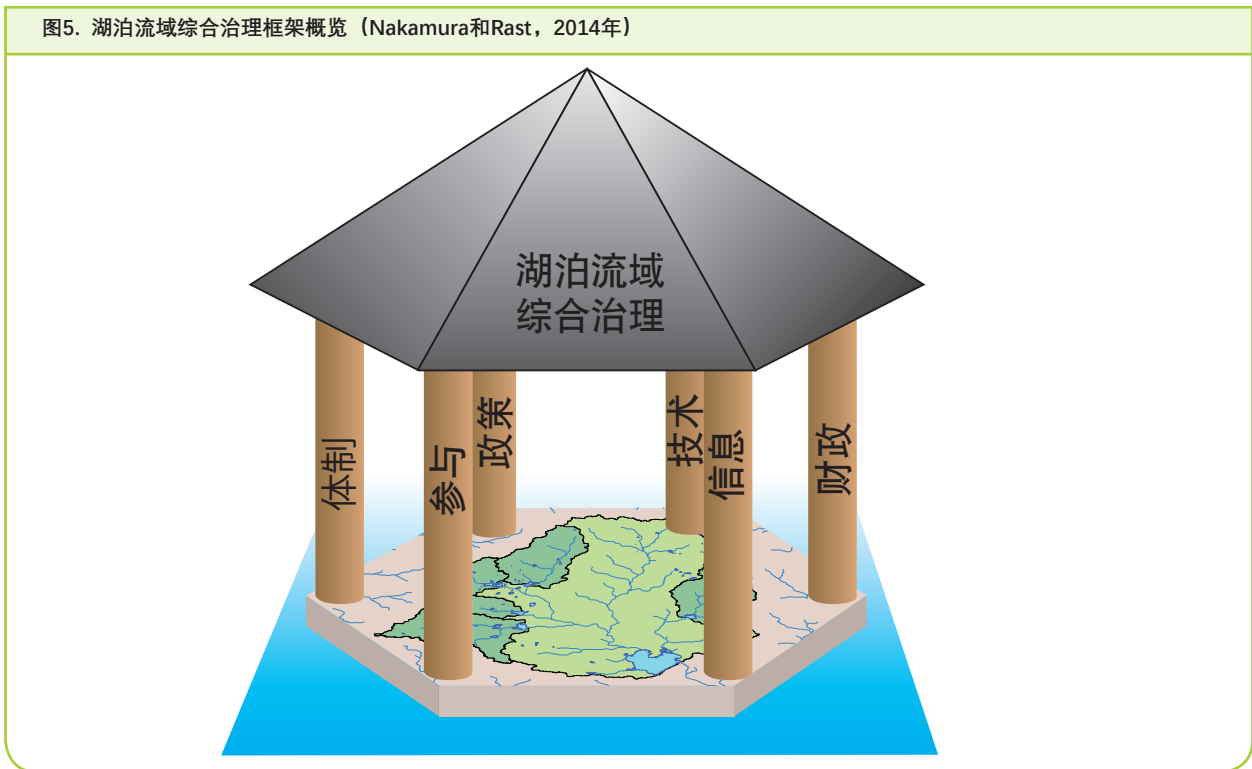 图5. 湖泊流域综合治理框架概览（Nakamura和Rast，2014年）
湖泊流域
综合治理
体制
参与
政策
技术
信息
财政